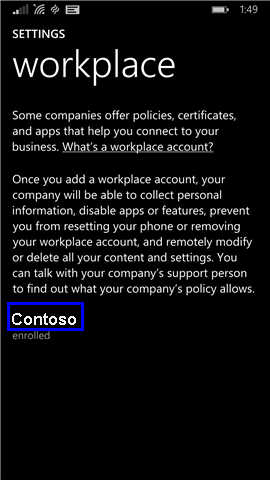 1:49
SETTINGS
workplace
Some companies offer policies, certificates,
and apps that help you connect to your
business. What's a workplace account?
Once you add a workplace account, your
company will be able to collect personal
information, disable apps or features, prevent
you from resetting your phone or removing
your workplace account, and remotely modify
or delete all your content and settings. You
can talk with your company's support person
to find out what your company's policy allows.
Contoso
enrolled